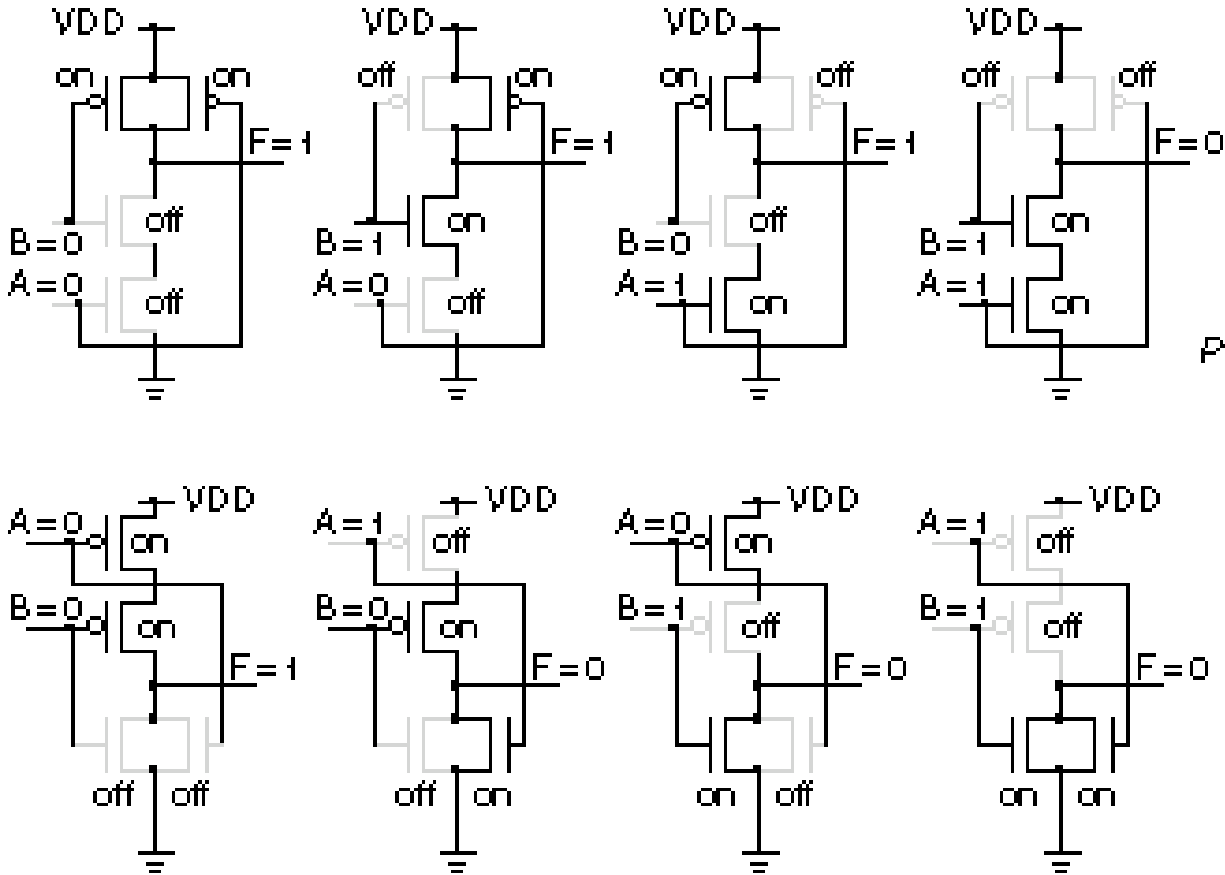 VDD VDD VDD VDD
on on off on on off off off
F=1 F=1 F=1 F=0
off on off on
B=0 B=1 B=0 B=1
A=0 A=0 A=1 A=1
off off on on
VDD VDD VDD VDD
A=0 A=1 A=0 A=1
on off on off
B=0 B=0 B=1 B=1
on on off off
F=1 F=0 F=0 F=0
off off off on on off on on